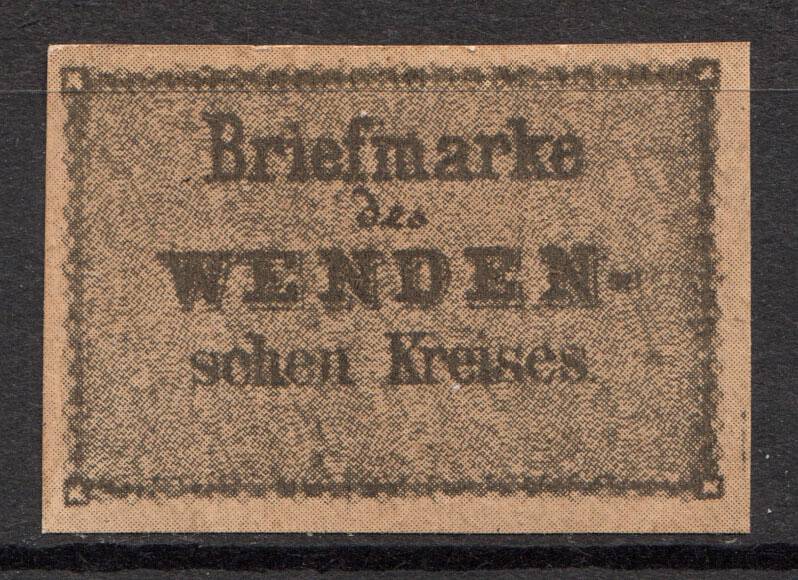 Briefmarke
des
WENDEN-
schen Kreises.